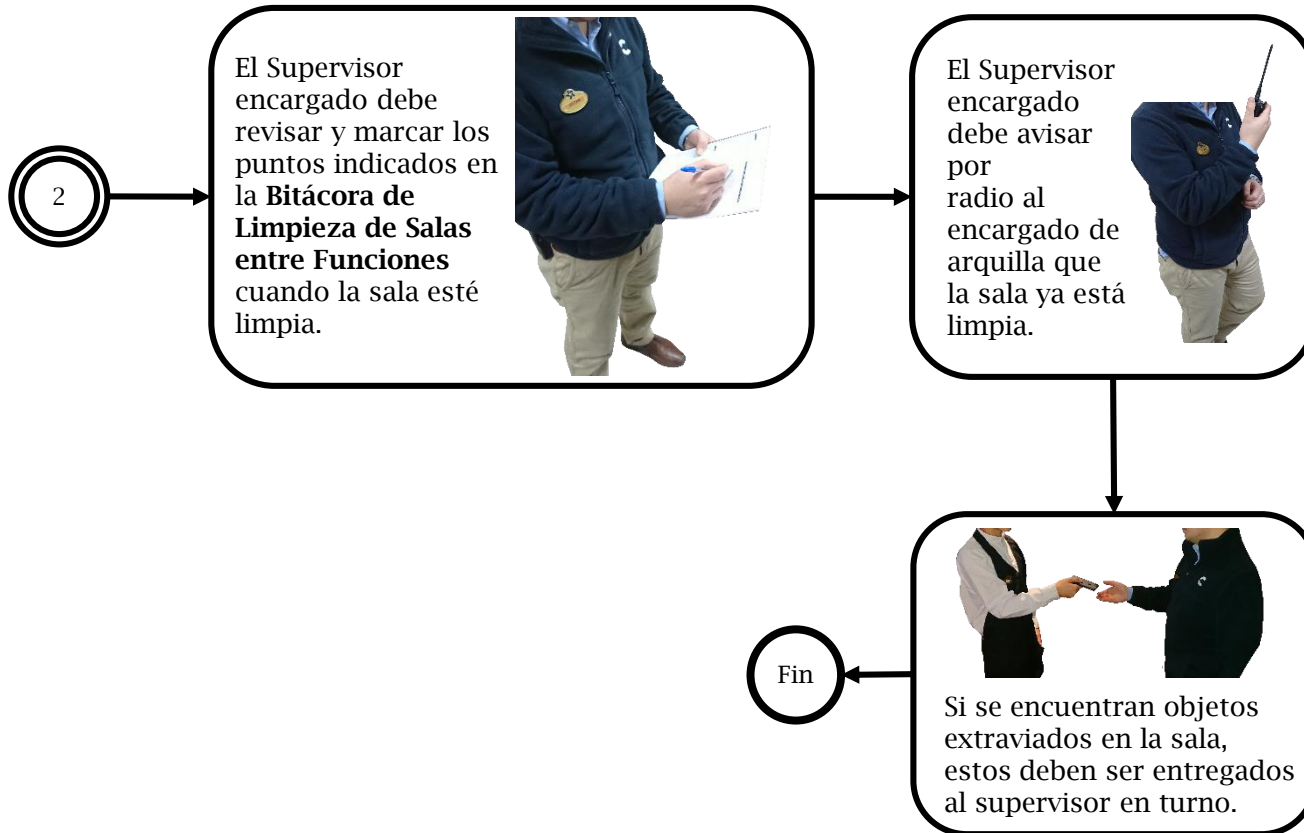 2
El Supervisor
encargado debe
revisar y marcar los
puntos indicados en
la Bitácora de
Limpieza de Salas
entre Funciones
cuando la sala esté
limpia.
El Supervisor
encargado
debe avisar
por
radio al
encargado de
arquilla que
la sala ya está
limpia.
Si se encuentran objetos
extraviados en la sala,
estos deben ser entregados
al supervisor en turno.
Fin